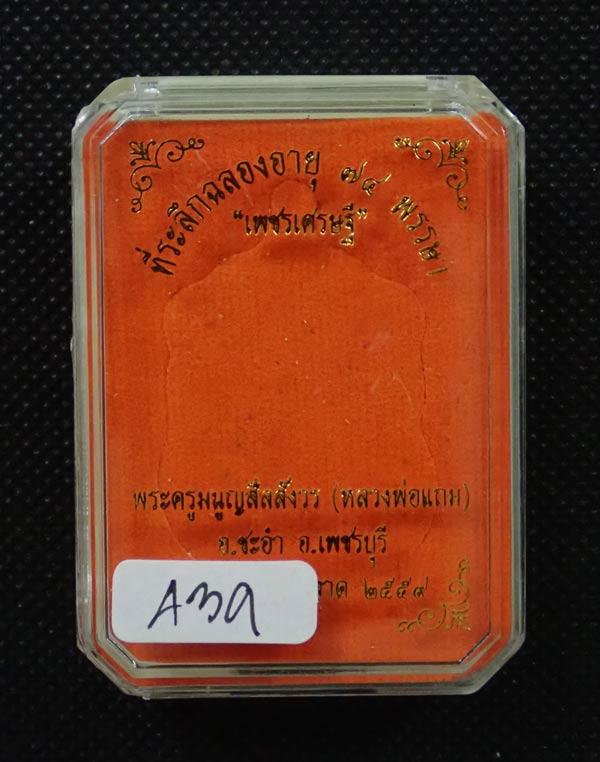 ที่ระลึกฉลองอายุ ๗๔ พรรษา
"เพชรเศรษฐี"
พระครูมนูญสีลสังวร (หลวงพ่อแถม)
อ.ชะอำ อ.เพชรบุรี
๒๕๕๙
A39